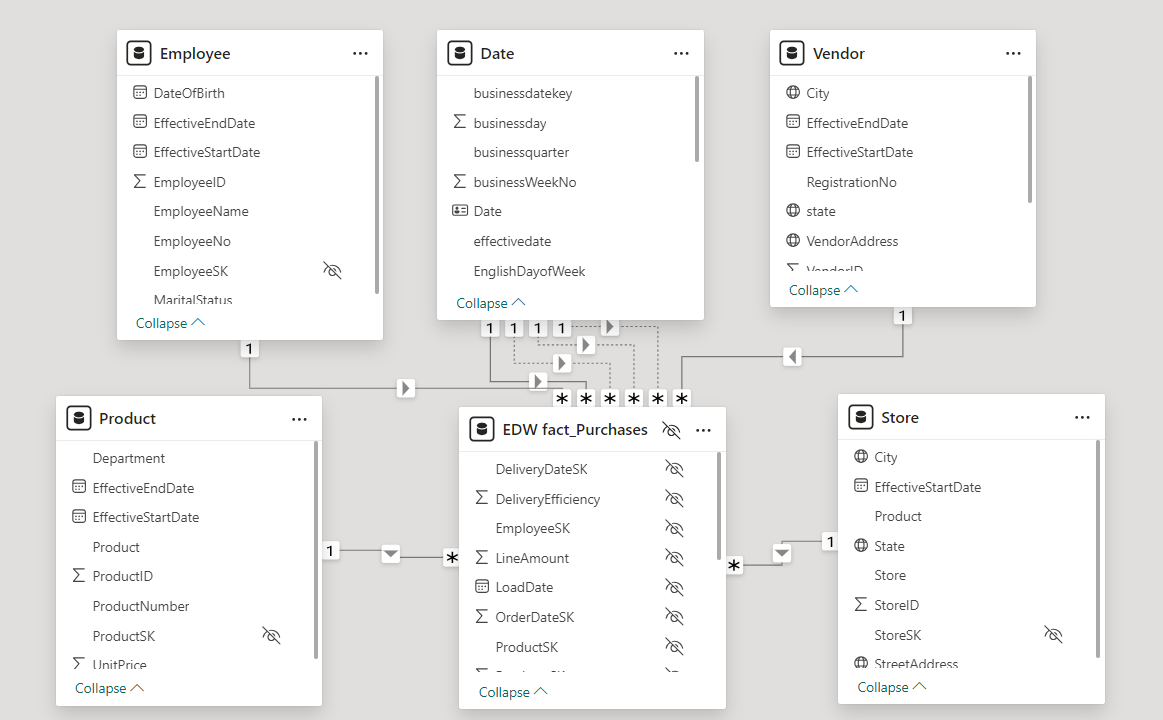 Employee
DateOfBirth
EffectiveEndDate
EffectiveStartDate
EmployeeID
EmployeeName
EmployeeNo
EmployeeSK
MaritalStatus
Collapse
Date
businessdatekey
businessday
businessquarter
businessWeekNo
Date
effectivedate
EnglishDayofWeek
Collapse
Vendor
City
EffectiveEndDate
EffectiveStartDate
RegistrationNo
state
VendorAddress
VendorID
Collapse
1
1 1 1 1
1
* * * * * *
Product
Department
EffectiveEndDate
EffectiveStartDate
Product
ProductID
ProductNumber
ProductSK
UnitPrice
Collapse
1
*
EDW fact_Purchases
DeliveryDateSK
DeliveryEfficiency
EmployeeSK
LineAmount
LoadDate
OrderDateSK
ProductSK
Collapse
*
1
Store
City
EffectiveStartDate
Product
State
Store
StoreID
StoreSK
StreetAddress
Collapse